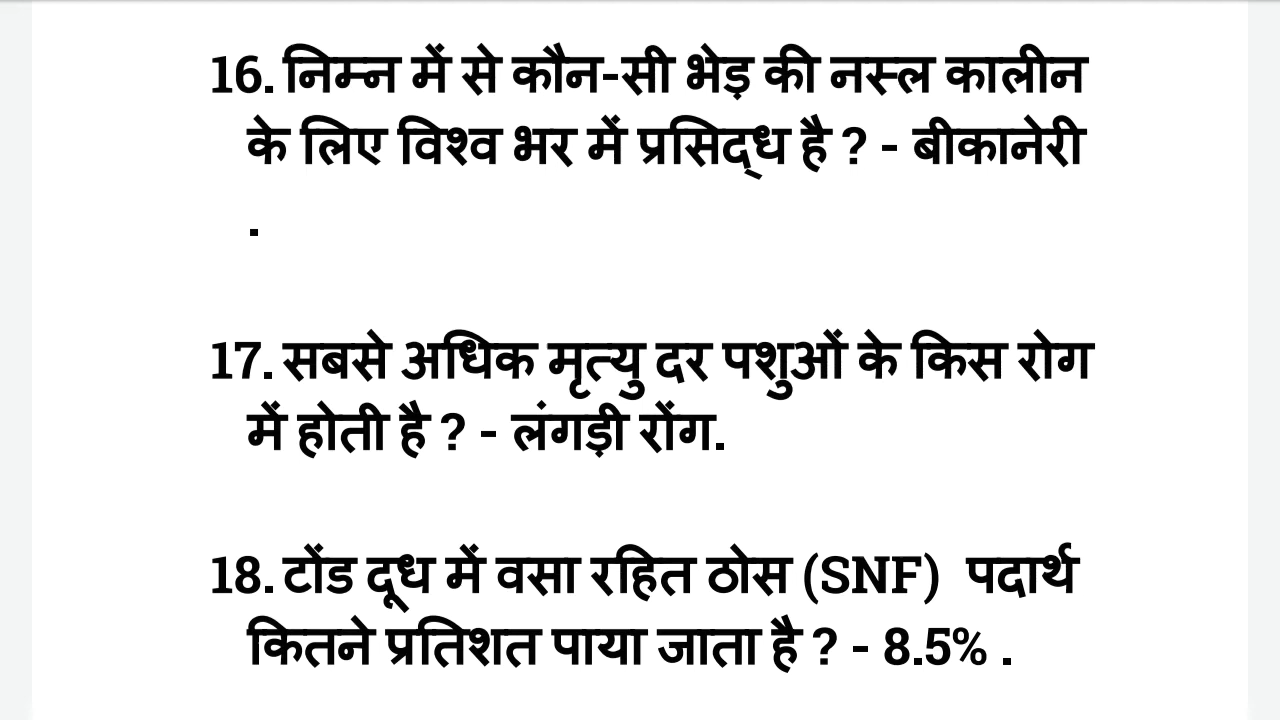 16. निम्न में से कौन-सी भेड़ की नस्ल कालीन
के लिए विश्व भर में प्रसिद्ध है ? - बीकानेरी
.
17. सबसे अधिक मृत्यु दर पशुओं के किस रोग
में होती है ? - लंगड़ी रोंग.
18. टोंड दूध में वसा रहित ठोस (SNF) पदार्थ
कितने प्रतिशत पाया जाता है ? - 8.5% .